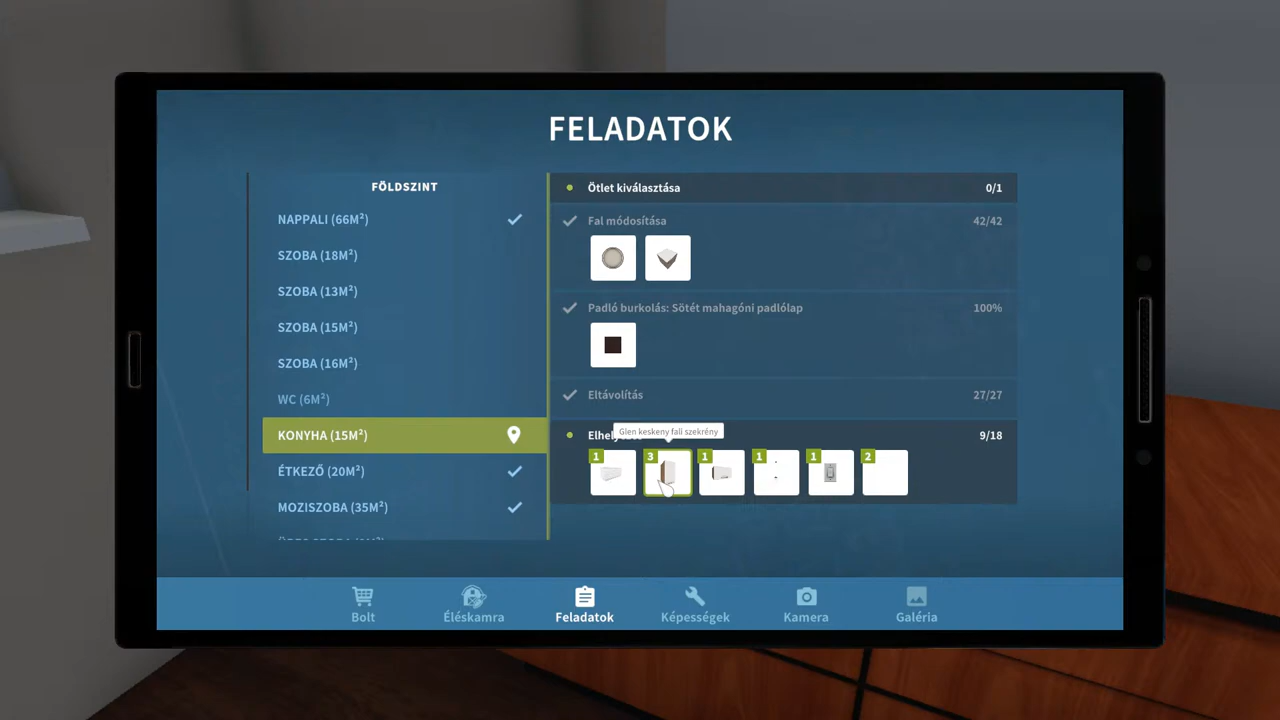 FELADATOK
FÖLDSZINT
NAPPALI (66M²)
SZOBA (18M²)
SZOBA (13M²)
SZOBA (15M²)
SZOBA (16M²)
WC (6M²)
KONYHA (15M²)
ÉTKEZŐ (20M²)
MOZISZOBA (35M²)
Ötlet kiválasztása 0/1
Fal módosítása 42/42
Padló burkolás: Sötét mahagóni padlólap 100%
Eltávolítás 27/27
Glen keskeny fali szekrény
9/18
1 3 1 1 1 2
Bolt Éléskamra Feladatok Képességek Kamera Galéria